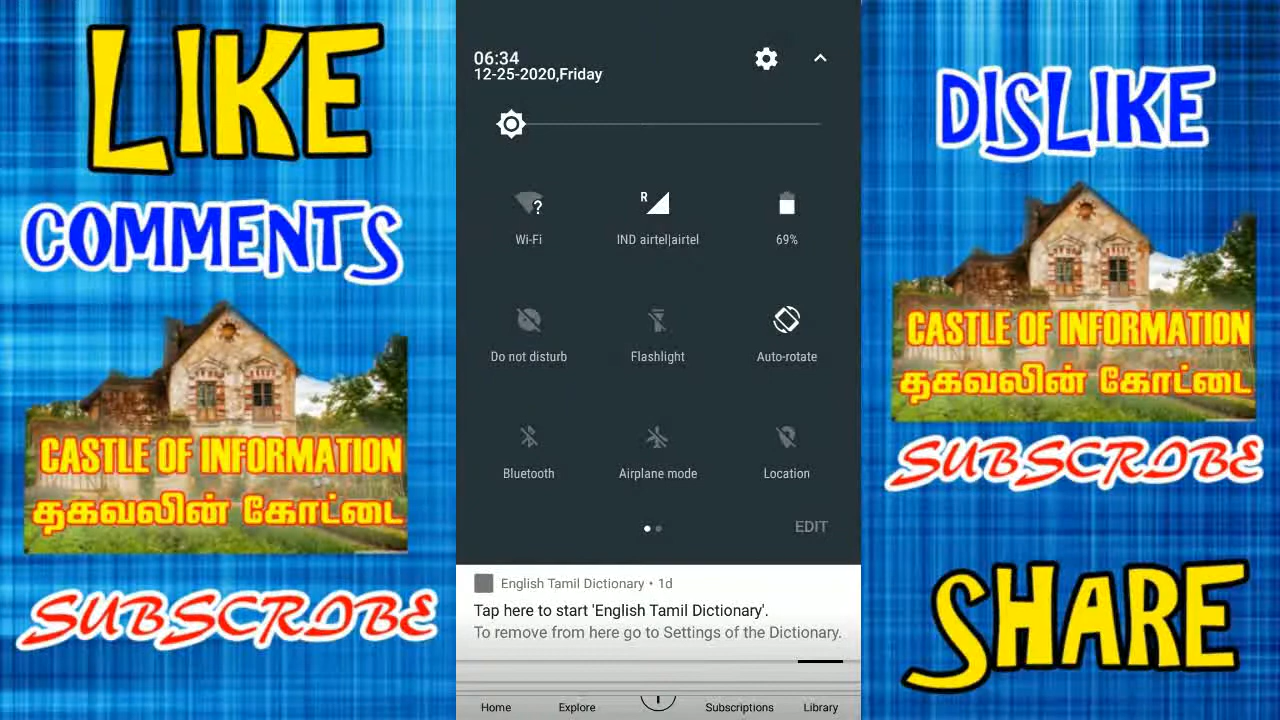 LIKE
COMMENTS
CASTLE OF INFORMATION
தகவலின் கோட்டை
SUBSCRIBE
06:34
12-25-2020,Friday
?
R
Wi-Fi
IND airtel|airtel
69%
Do not disturb
Flashlight
Auto-rotate
Bluetooth
Airplane mode
Location
EDIT
English Tamil Dictionary • 1d
Tap here to start 'English Tamil Dictionary'.
To remove from here go to Settings of the Dictionary.
Home
Explore
Subscriptions
Library
DISLIKE
CASTLE OF INFORMATION
தகவலின் கோட்டை
SUBSCRIBE
SHARE